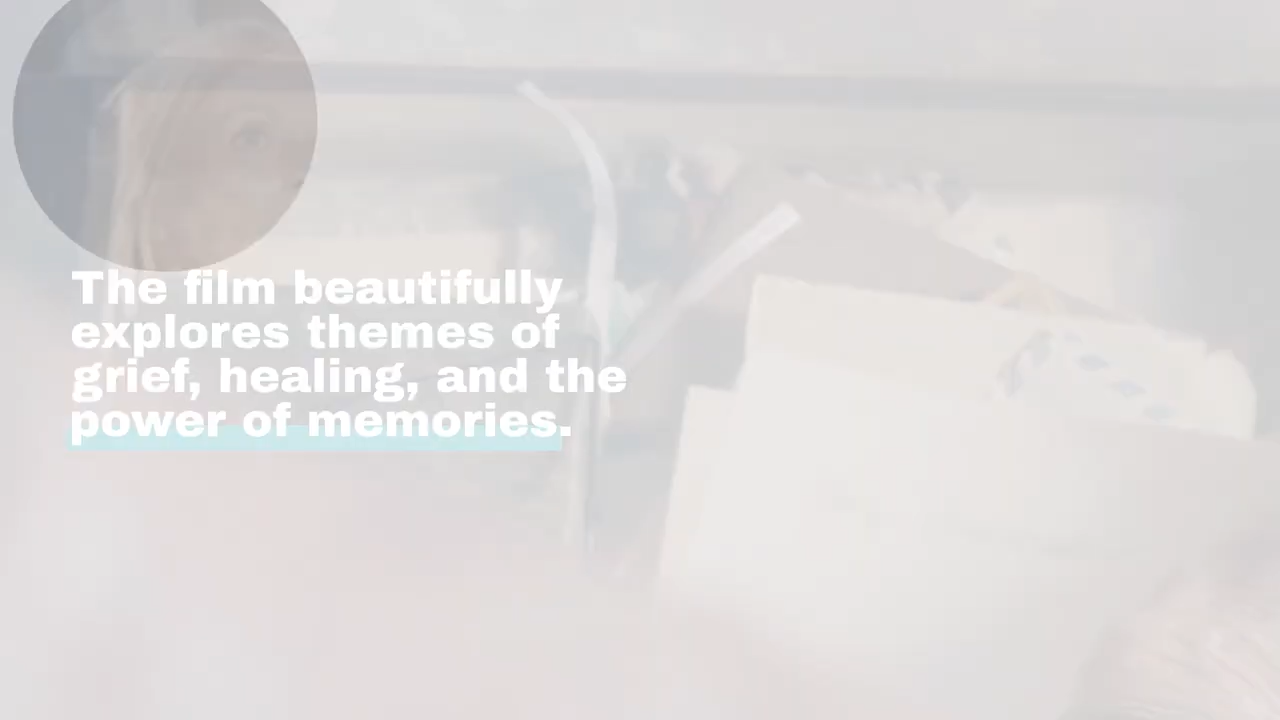 The film beautifully
explores themes of
grief, healing, and the
power of memories.